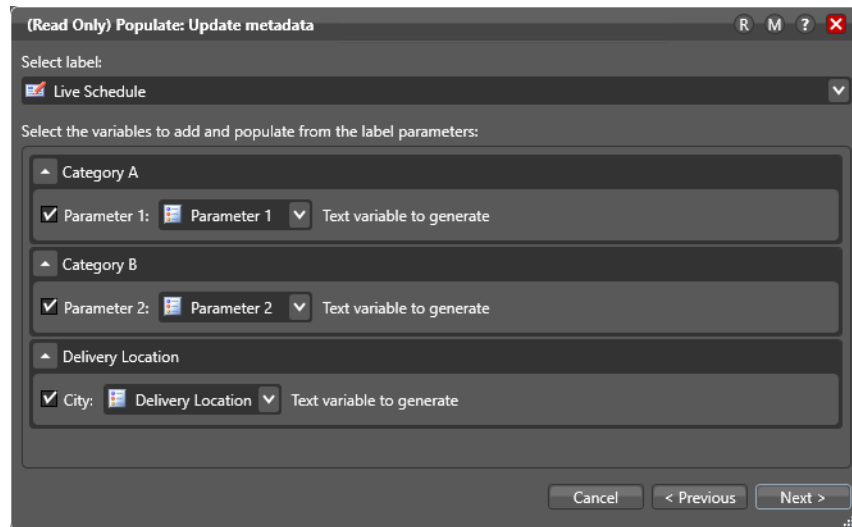 (Read Only) Populate: Update metadata R M ?
Select label:
Live Schedule
Select the variables to add and populate from the label parameters:
Category A
Parameter 1: Parameter 1 Text variable to generate
Category B
Parameter 2: Parameter 2 Text variable to generate
Delivery Location
City: Delivery Location Text variable to generate
Cancel < Previous Next >